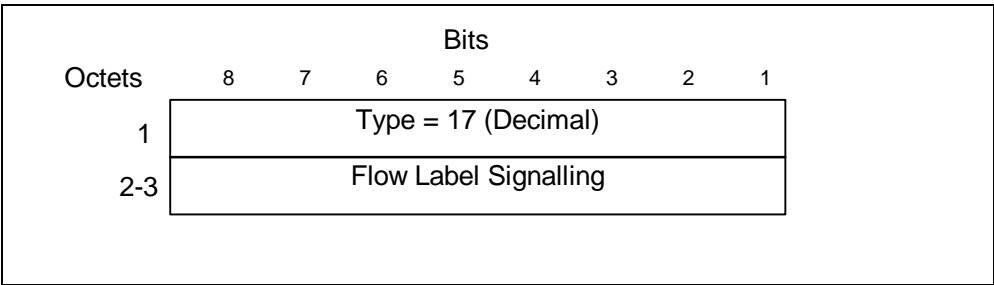 Bits
Octets 8 7 6 5 4 3 2 1
1 Type = 17 (Decimal)
2-3 Flow Label Signalling